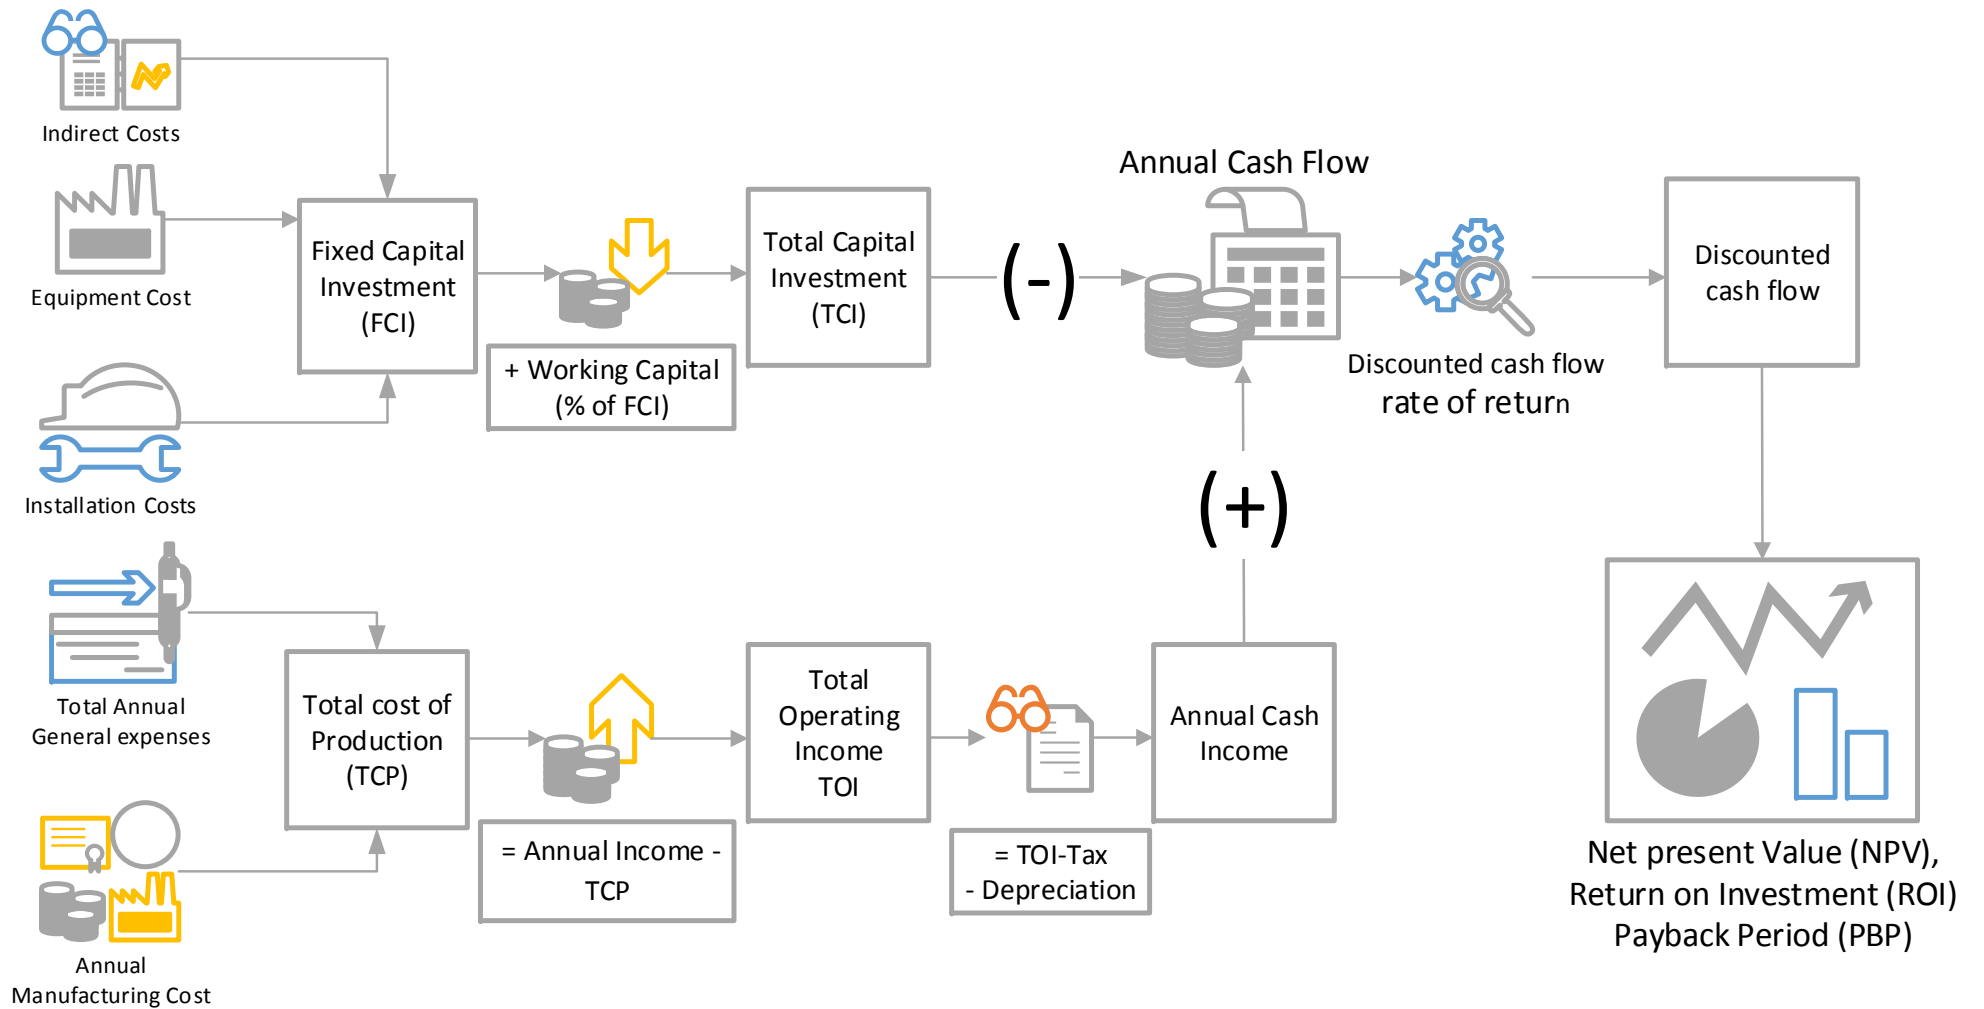 Indirect Costs
Equipment Cost
Installation Costs
Fixed Capital
Investment
(FCI)
+ Working Capital
(% of FCI)
Total Capital
Investment
(TCI)
(-)
Annual Cash Flow
Discounted cash flow
rate of return
Discounted
cash flow
Total Annual
General expenses
Annual
Manufacturing Cost
Total cost of
Production
(TCP)
= Annual Income -
TCP
Total
Operating
Income
TOI
= TOI-Tax
- Depreciation
Annual Cash
Income
(+)
Net present Value (NPV),
Return on Investment (ROI)
Payback Period (PBP)